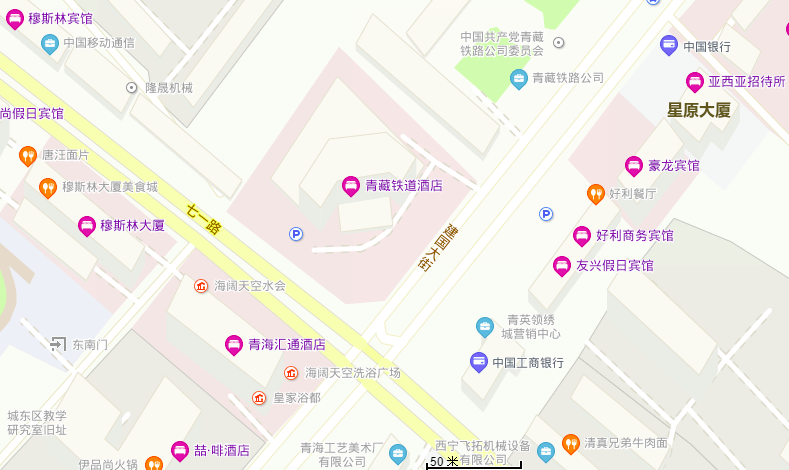 穆斯林宾馆
中国移动通信
中国共产党青藏
铁路公司委员会
中国银行
隆晟机械
青藏铁路公司
亚西亚招待所
尚假日宾馆
星原大厦
唐汪面片
豪龙宾馆
穆斯林大厦美食城
青藏铁道酒店
好利餐厅
穆斯林大厦
七一路
P
P
建国大街
好利商务宾馆
友兴假日宾馆
海阔天空水会
青英领绣
城营销中心
东南门
青海汇通酒店
中国工商银行
海阔天空洗浴广场
皇家浴都
城东区教学
研究室旧址
喆·啡酒店
伊品尚火锅
青海工艺美术厂
有限公司
西宁飞拓机械设备
有限公司
清真兄弟牛肉面
50 米